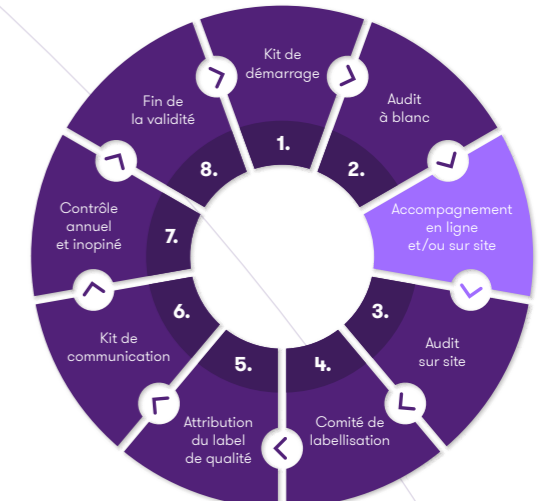 1.
Kit de
démarrage
2.
Audit
à blanc
Accompagnement
en ligne
et/ou sur site
3.
Audit
sur site
4.
Comité de
labellisation
5.
Attribution
du label
de qualité
6.
Kit de
communication
7.
Contrôle
annuel
et inopiné
8.
Fin de
la validité